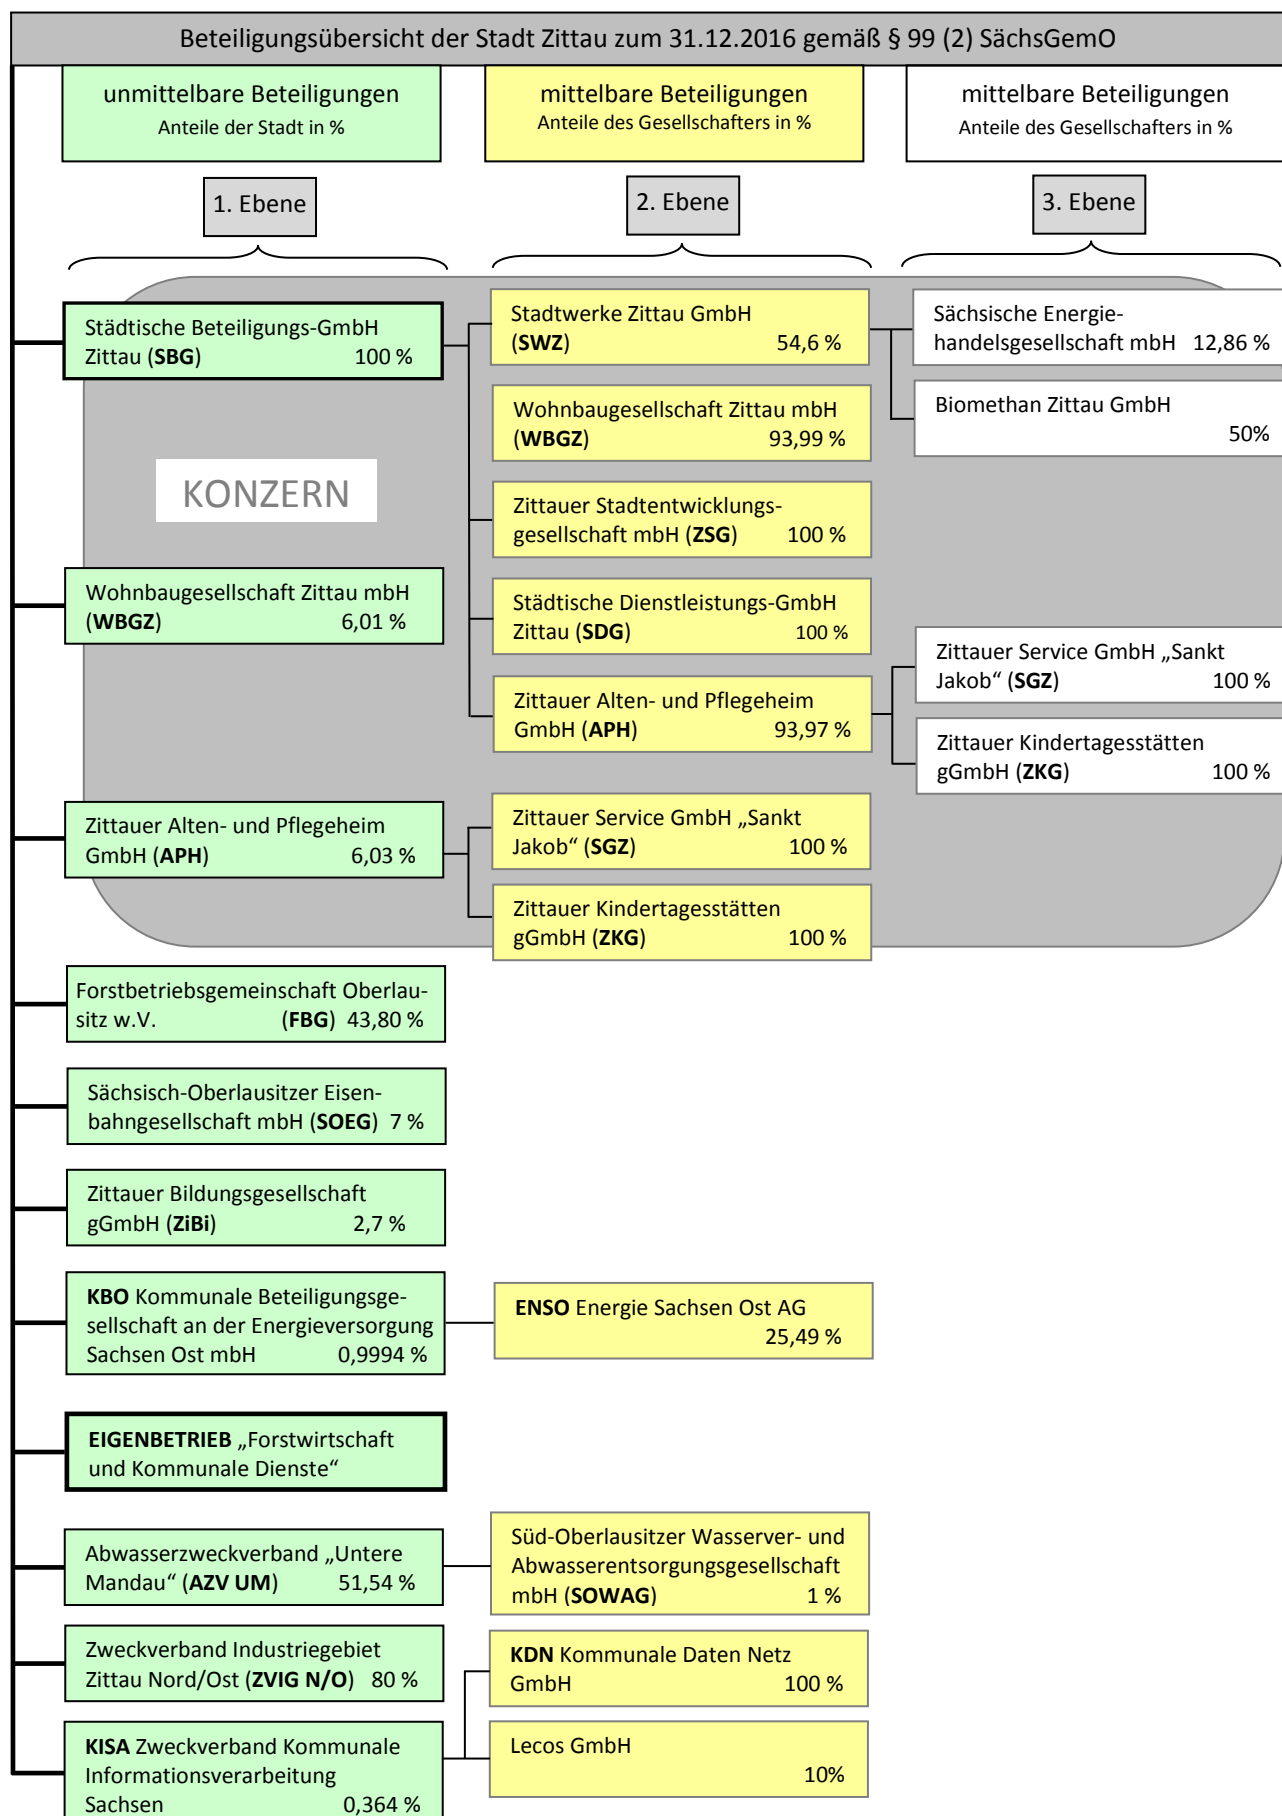 Beteiligungsübersicht der Stadt Zittau zum 31.12.2016 gemäß § 99 (2) SächsGemO
unmittelbare Beteiligungen
Anteile der Stadt in %
mittelbare Beteiligungen
Anteile des Gesellschafters in %
mittelbare Beteiligungen
Anteile des Gesellschafters in %
1. Ebene
2. Ebene
3. Ebene
KONZERN
Städtische Beteiligungs-GmbH
Zittau (SBG) 100 %
Wohnbaugesellschaft Zittau mbH
(WBGZ) 6,01 %
Zittauer Alten- und Pflegeheim
GmbH (APH) 6,03 %
Forstbetriebsgemeinschaft Oberlau-
sitz w.V. (FBG) 43,80 %
Sächsisch-Oberlausitzer Eisen-
bahngesellschaft mbH (SOEG) 7 %
Zittauer Bildungsgesellschaft
gGmbH (ZiBi) 2,7 %
KBO Kommunale Beteiligungsge-
sellschaft an der Energieversorgung
Sachsen Ost mbH 0,9994 %
EIGENBETRIEB „Forstwirtschaft
und Kommunale Dienste“
Abwasserzweckverband „Untere
Mandau“ (AZV UM) 51,54 %
Zweckverband Industriegebiet
Zittau Nord/Ost (ZVIG N/O) 80 %
KISA Zweckverband Kommunale
Informationsverarbeitung
Sachsen 0,364 %
Stadtwerke Zittau GmbH
(SWZ) 54,6 %
Wohnbaugesellschaft Zittau mbH
(WBGZ) 93,99 %
Zittauer Stadtentwicklungs-
gesellschaft mbH (ZSG) 100 %
Städtische Dienstleistungs-GmbH
Zittau (SDG) 100 %
Zittauer Alten- und Pflegeheim
GmbH (APH) 93,97 %
Zittauer Service GmbH „Sankt
Jakob“ (SGZ) 100 %
Zittauer Kindertagesstätten
gGmbH (ZKG) 100 %
ENSO Energie Sachsen Ost AG
25,49 %
Süd-Oberlausitzer Wasserver- und
Abwasserentsorgungsgesellschaft
mbH (SOWAG) 1 %
KDN Kommunale Daten Netz
GmbH 100 %
Lecos GmbH
10%
Sächsische Energie-
handelsgesellschaft mbH 12,86 %
Biomethan Zittau GmbH
50%
Zittauer Service GmbH „Sankt
Jakob“ (SGZ) 100 %
Zittauer Kindertagesstätten
gGmbH (ZKG) 100 %